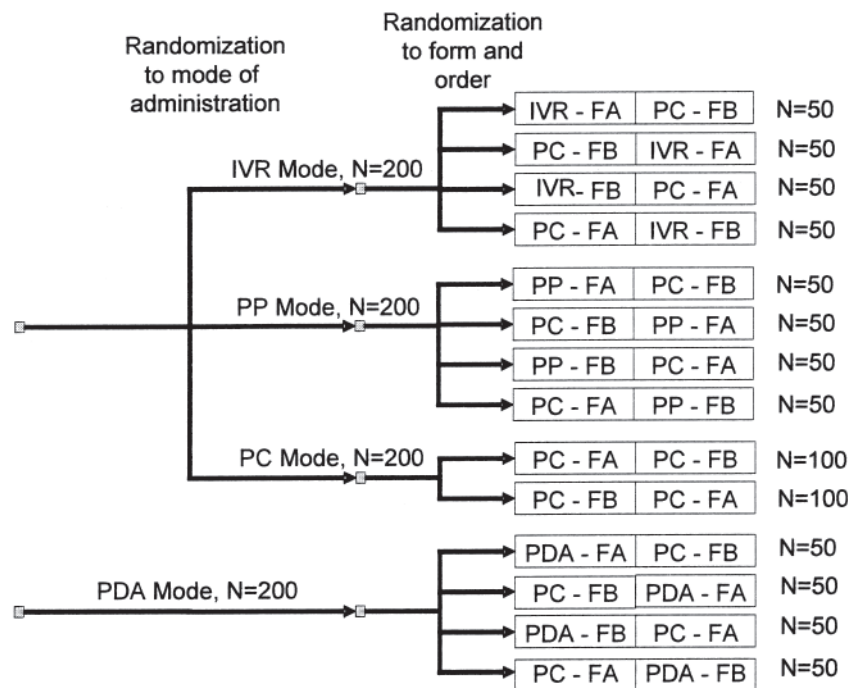 Randomization
to mode of
administration
Randomization
to form and
order
IVR Mode, N=200
IVR - FA PC - FB N=50
PC - FB IVR - FA N=50
IVR- FB PC - FA N=50
PC - FA IVR - FB N=50
PP Mode, N=200
PP - FA PC - FB N=50
PC - FB PP - FA N=50
PP - FB PC - FA N=50
PC - FA PP - FB N=50
PC Mode, N=200
PC - FA PC - FB N=100
PC - FB PC - FA N=100
PDA Mode, N=200
PDA - FA PC - FB N=50
PC - FB PDA - FA N=50
PDA - FB PC - FA N=50
PC - FA PDA - FB N=50